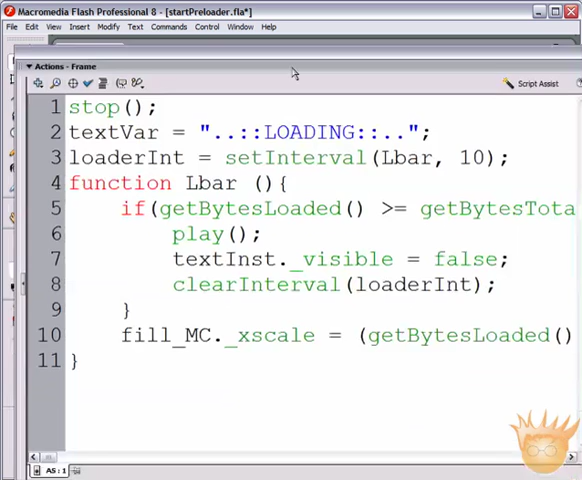 Macromedia Flash Professional 8 - [startPreloader.fla*]
File Edit View Insert Modify Text Commands Control Window Help
Actions - Frame
Script Assist
1 stop();
2 textVar = "..::LOADING::..";
3 loaderInt = setInterval(Lbar, 10);
4 function Lbar (){
5 if(getBytesLoaded() >= getBytesTota
6 play();
7 textInst._visible = false;
8 clearInterval(loaderInt);
9 }
10 fill_MC._xscale = (getBytesLoaded()
11 }
AS : 1